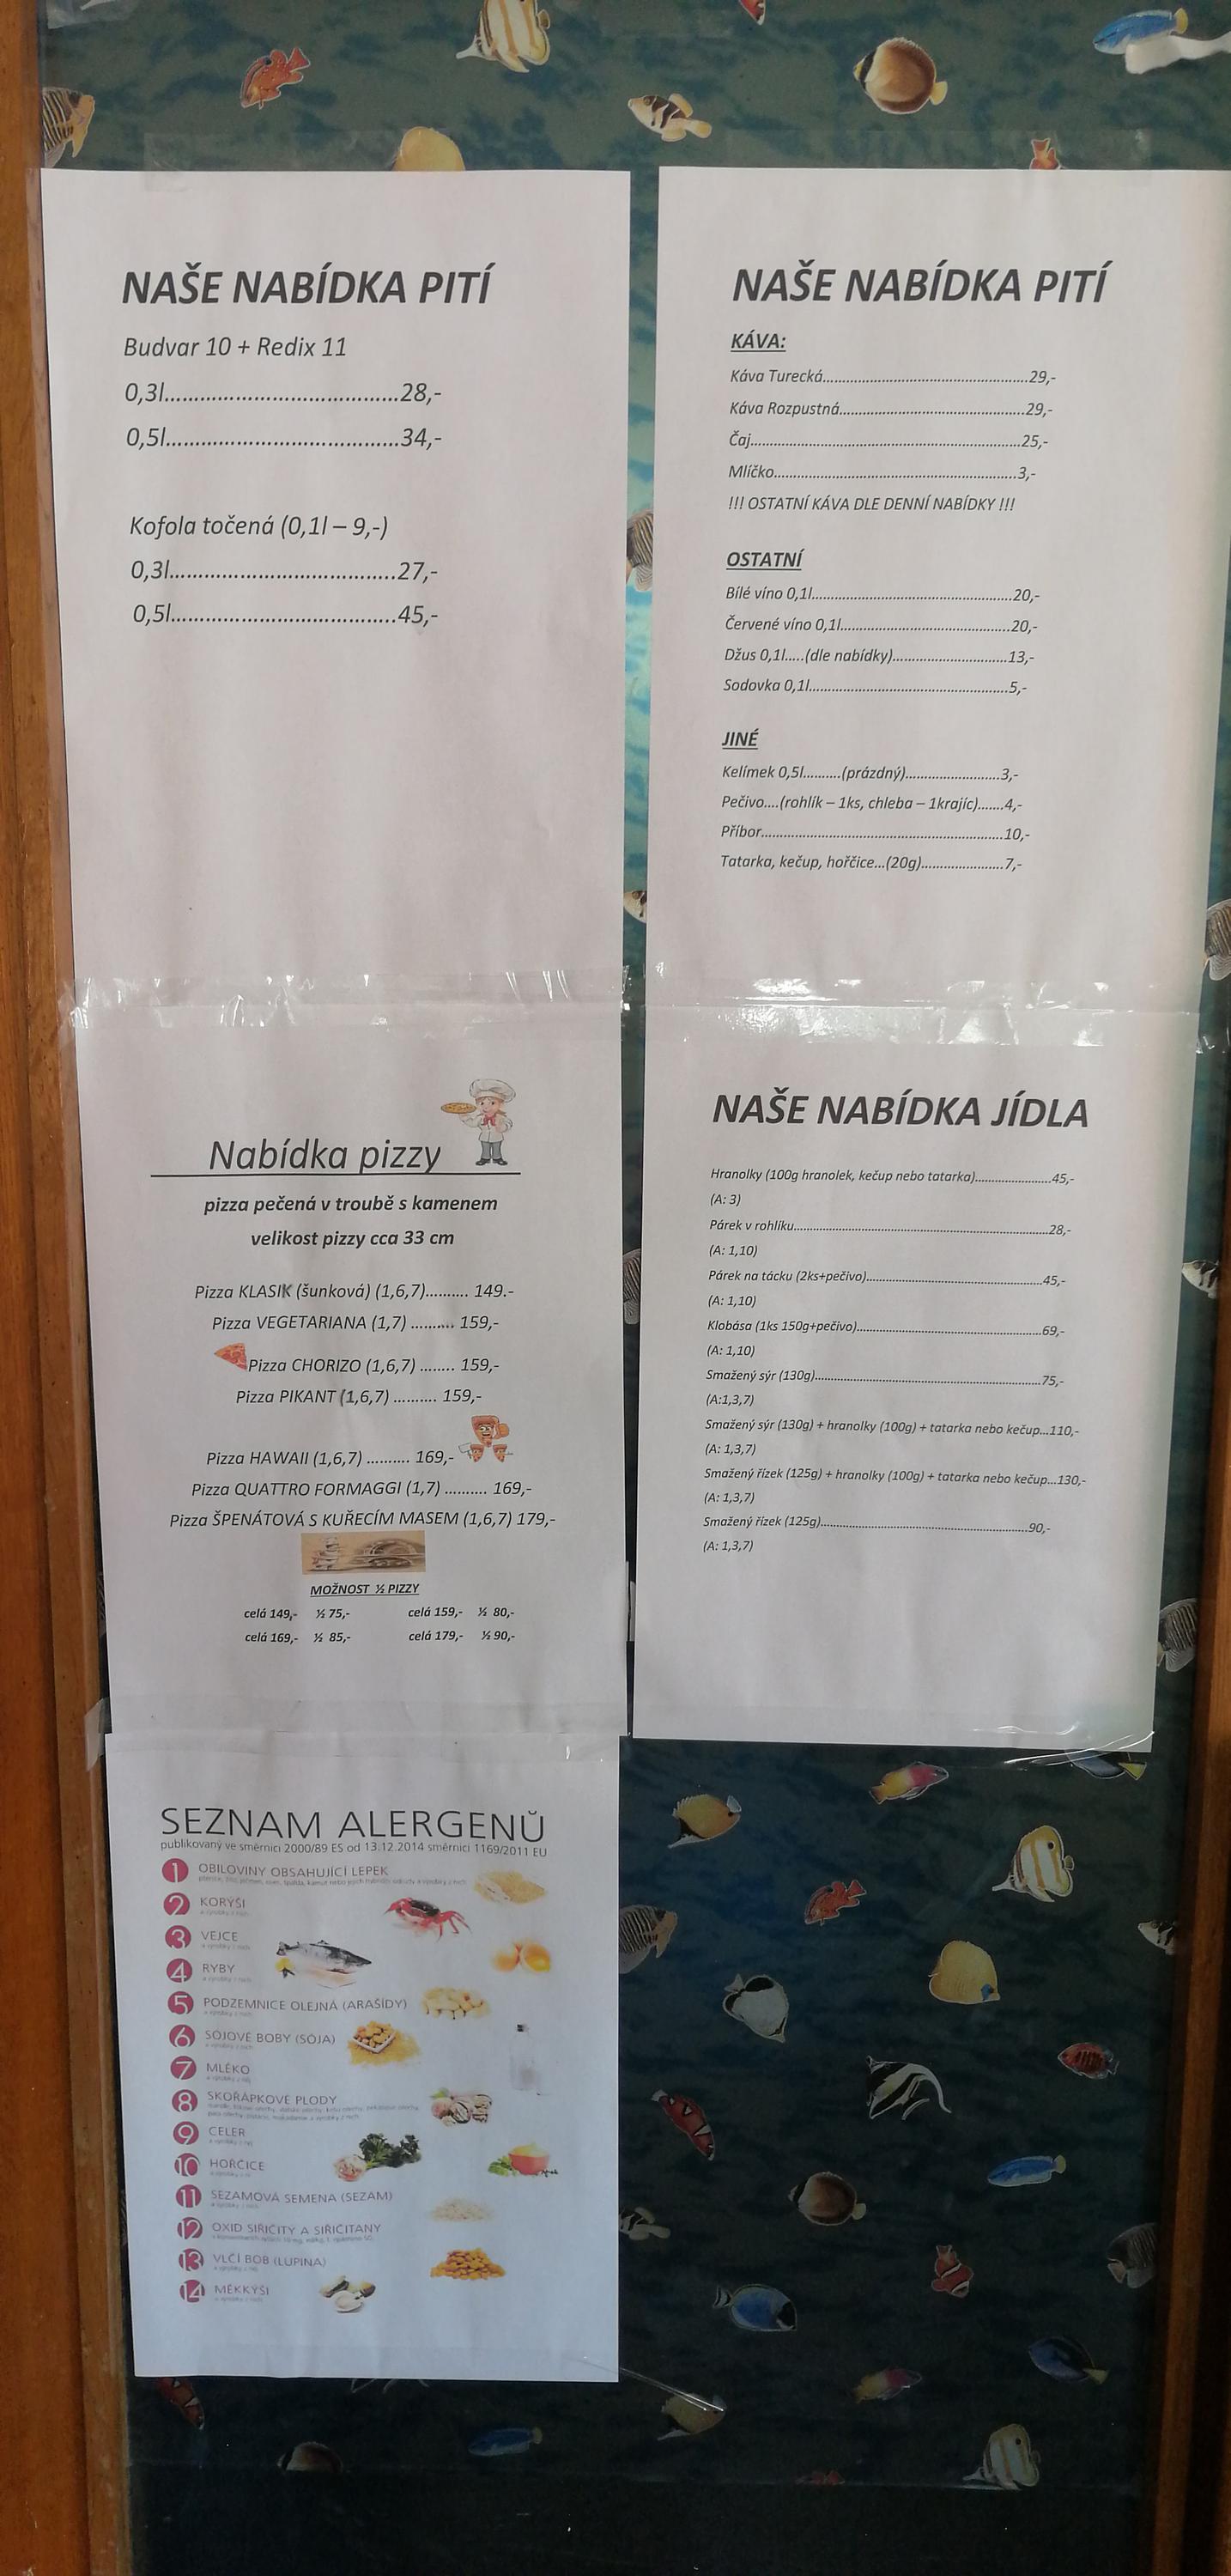 NAŠE NABÍDKA PITÍ
Budvar 10 + Redix 11
0,3l.......................................28,-
0,5l.......................................34,-
Kofola točená (0,1l – 9,-)
0,3l.......................................27,-
0,5l.......................................45,-
NAŠE NABÍDKA PITÍ
KÁVA:
Káva Turecká..................................................29,-
Káva Rozpustná.............................................29,-
Čaj..................................................................25,-
Mlíčko...........................................................3,-
!!! OSTATNÍ KÁVA DLE DENNÍ NABÍDKY !!!
OSTATNÍ
Bílé víno 0,1l.................................................20,-
Červené víno 0,1l.........................................20,-
Džus 0,1l.....(dle nabídky)............................13,-
Sodovka 0,1l.................................................5,-
JINÉ
Kelímek 0,5l.........(prázdný).......................3,-
Pečivo....(rohlík – 1ks, chleba – 1krajíc).......4,-
Příbor...........................................................10,-
Tatarka, kečup, hořčice...(20g)....................7,-
Nabídka pizzy
pizza pečená v troubě s kamenem
velikost pizzy cca 33 cm
Pizza KLASIK (šunková) (1,6,7).......... 149.-
Pizza VEGETARIANA (1,7) .......... 159,-
Pizza CHORIZO (1,6,7) ........ 159,-
Pizza PIKANT (1,6,7) .......... 159,-
Pizza HAWAII (1,6,7) .......... 169,-
Pizza QUATTRO FORMAGGI (1,7) .......... 169,-
Pizza ŠPENÁTOVÁ S KUŘECÍM MASEM (1,6,7) 179,-
MOŽNOST ½ PIZZY
celá 149,- ½ 75,- celá 159,- ½ 80,-
celá 169,- ½ 85,- celá 179,- ½ 90,-
NAŠE NABÍDKA JÍDLA
Hranolky (100g hranolek, kečup nebo tatarka)......................45,-
(A: 3)
Párek v rohlíku.........................................................................28,-
(A: 1,10)
Párek na tácku (2ks+pečivo)...................................................45,-
(A: 1,10)
Klobása (1ks 150g+pečivo).....................................................69,-
(A: 1,10)
Smažený sýr (130g).................................................................75,-
(A:1,3,7)
Smažený sýr (130g) + hranolky (100g) + tatarka nebo kečup...110,-
(A: 1,3,7)
Smažený řízek (125g) + hranolky (100g) + tatarka nebo kečup...130,-
(A: 1,3,7)
Smažený řízek (125g)............................................................90,-
(A: 1,3,7)
SEZNAM ALERGENŮ
publikovaný ve směrnici 2000/89 ES od 13.12.2014 směrnicí 1169/2011 EU
1 OBILOVINY OBSAHUJÍCÍ LEPEK
2 KORÝŠI
3 VEJCE
4 RYBY
5 PODZEMNICE OLEJNÁ (ARAŠÍDY)
6 SÓJOVÉ BOBY (SÓJA)
7 MLÉKO
8 SKOŘÁPKOVÉ PLODY
9 CELER
10 HOŘČICE
11 SEZAMOVÁ SEMENA (SEZAM)
12 OXID SIŘIČITÝ A SIŘIČITANY
13 VLČÍ BOB (LUPINA)
14 MĚKKÝŠI